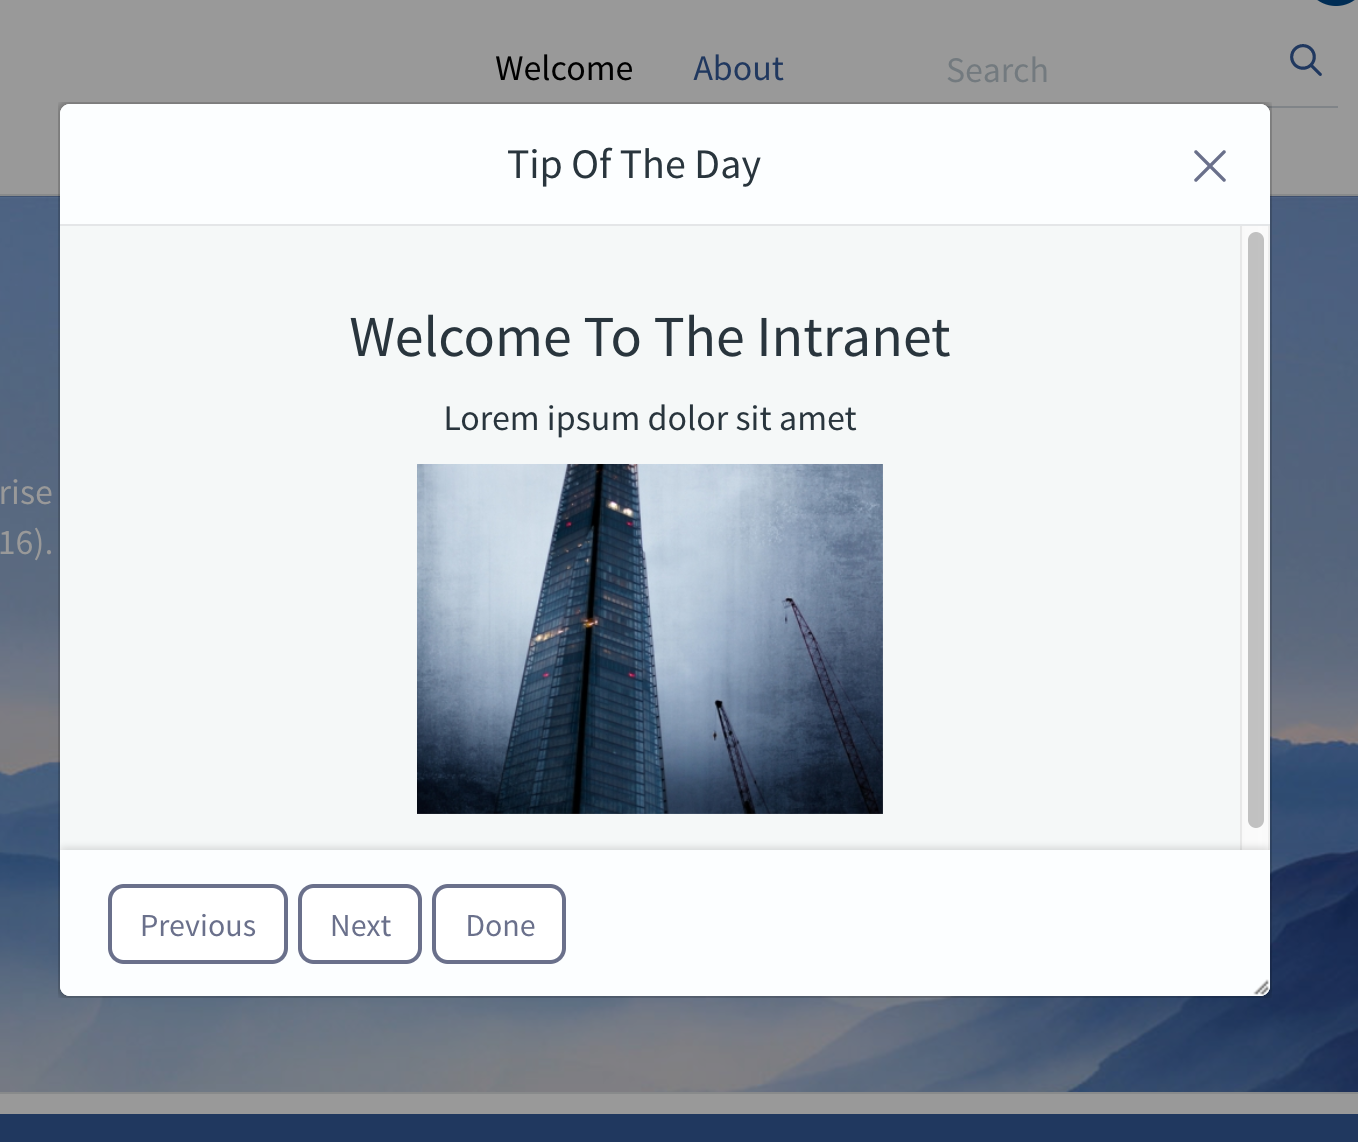 Welcome About Search
Tip Of The Day
Welcome To The Intranet
Lorem ipsum dolor sit amet
rise
16).
Previous Next Done